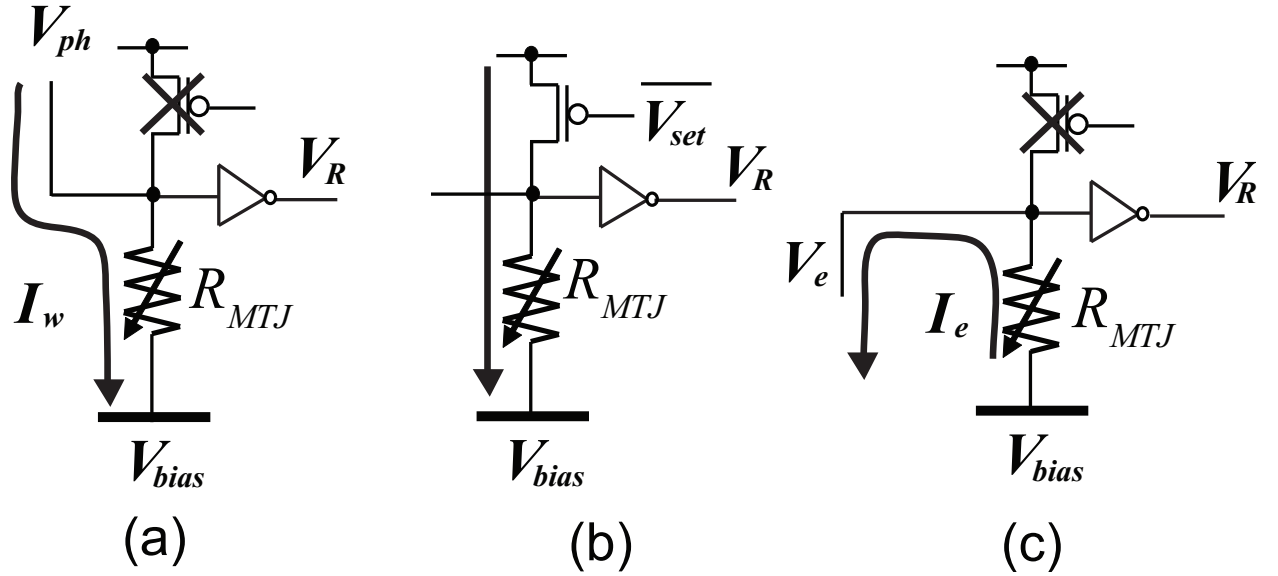 V_ph
V_R
I_w
R_MTJ
V_bias
(a)
V̅_set
V_R
R_MTJ
V_bias
(b)
V_R
V_e
I_e
R_MTJ
V_bias
(c)